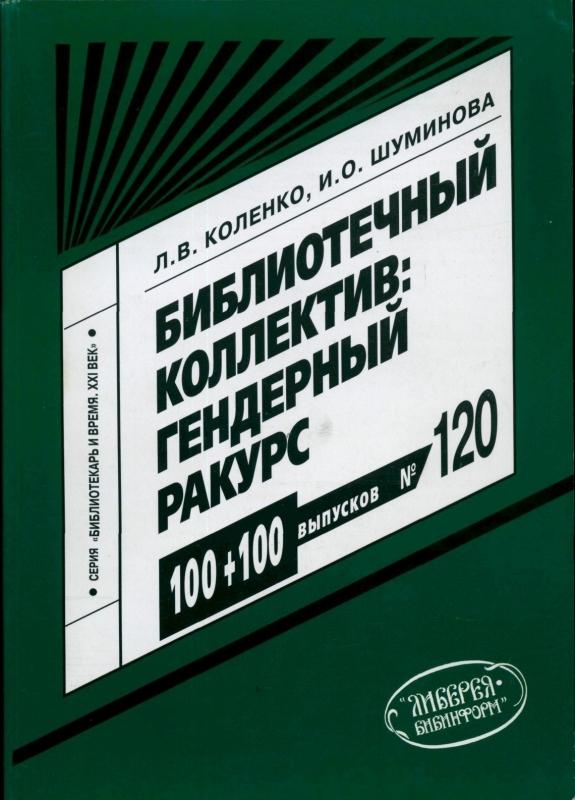 Л.В. КОЛЕНКО, И.О. ШУМИНОВА
БИБЛИОТЕЧНЫЙ
КОЛЛЕКТИВ:
ГЕНДЕРНЫЙ
РАКУРС
100+100 ВЫПУСКОВ № 120
• СЕРИЯ «БИБЛИОТЕКАРЬ И ВРЕМЯ. XXI ВЕК» •
"ЛИБЕРЕЯ-
БИБИНФОРМ"